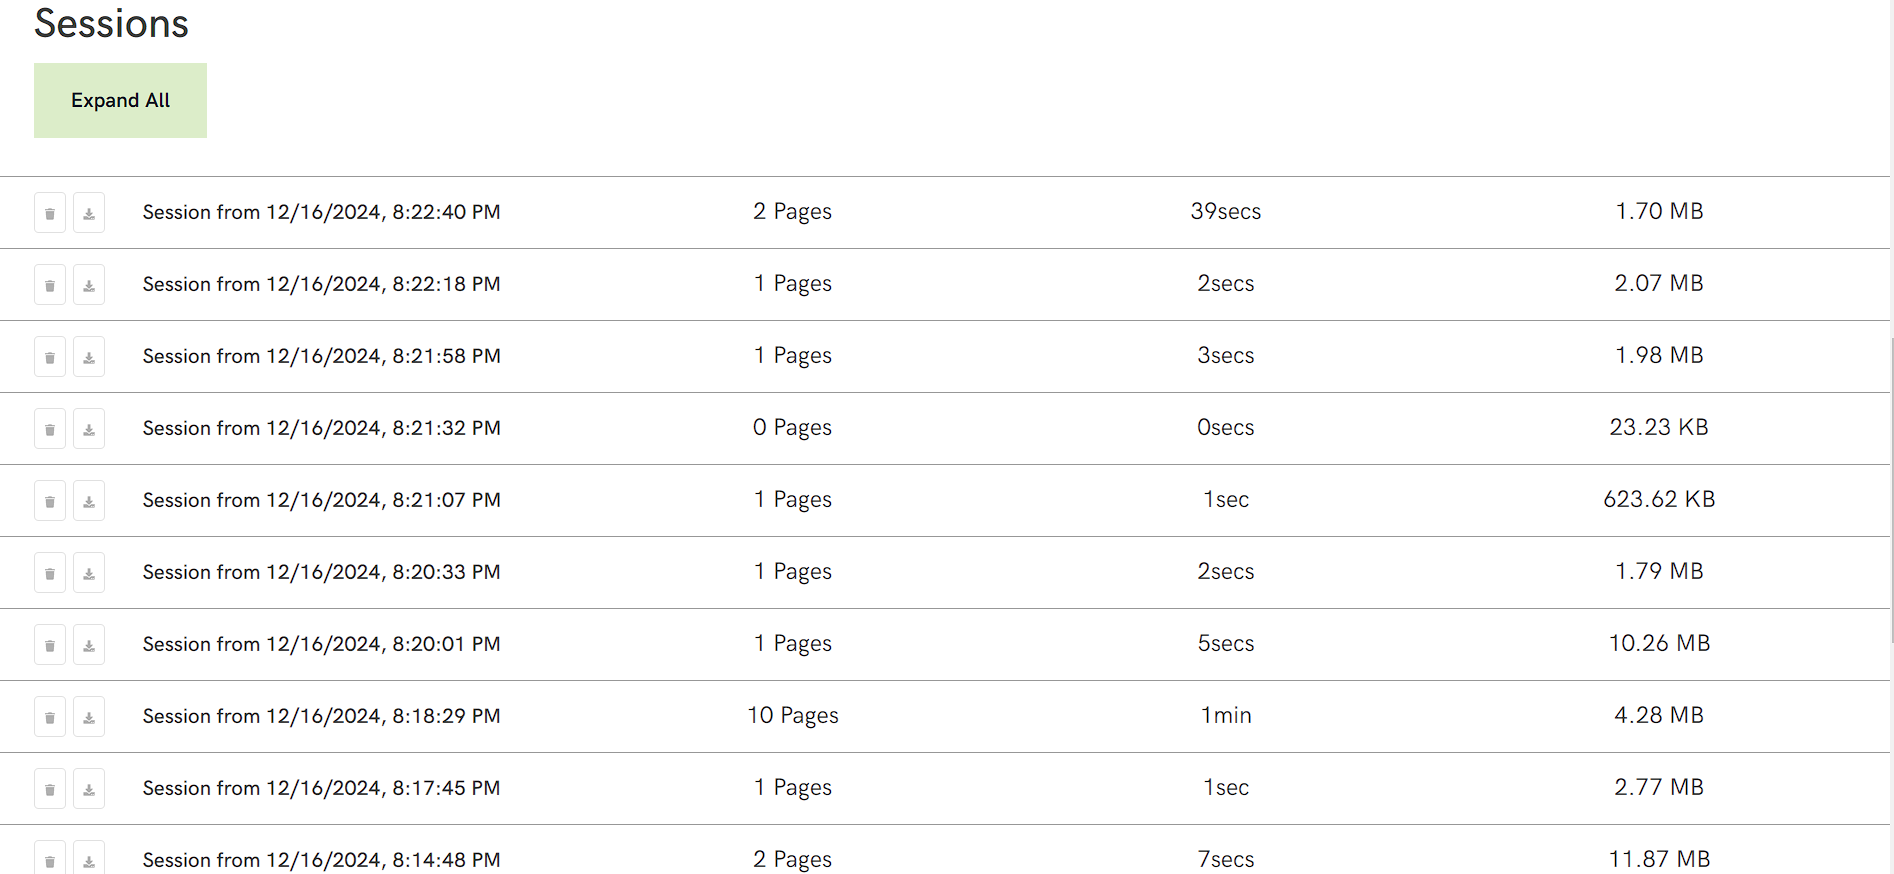 Sessions
Expand All
Session from 12/16/2024, 8:22:40 PM 2 Pages 39secs 1.70 MB
Session from 12/16/2024, 8:22:18 PM 1 Pages 2secs 2.07 MB
Session from 12/16/2024, 8:21:58 PM 1 Pages 3secs 1.98 MB
Session from 12/16/2024, 8:21:32 PM 0 Pages 0secs 23.23 KB
Session from 12/16/2024, 8:21:07 PM 1 Pages 1sec 623.62 KB
Session from 12/16/2024, 8:20:33 PM 1 Pages 2secs 1.79 MB
Session from 12/16/2024, 8:20:01 PM 1 Pages 5secs 10.26 MB
Session from 12/16/2024, 8:18:29 PM 10 Pages 1min 4.28 MB
Session from 12/16/2024, 8:17:45 PM 1 Pages 1sec 2.77 MB
Session from 12/16/2024, 8:14:48 PM 2 Pages 7secs 11.87 MB